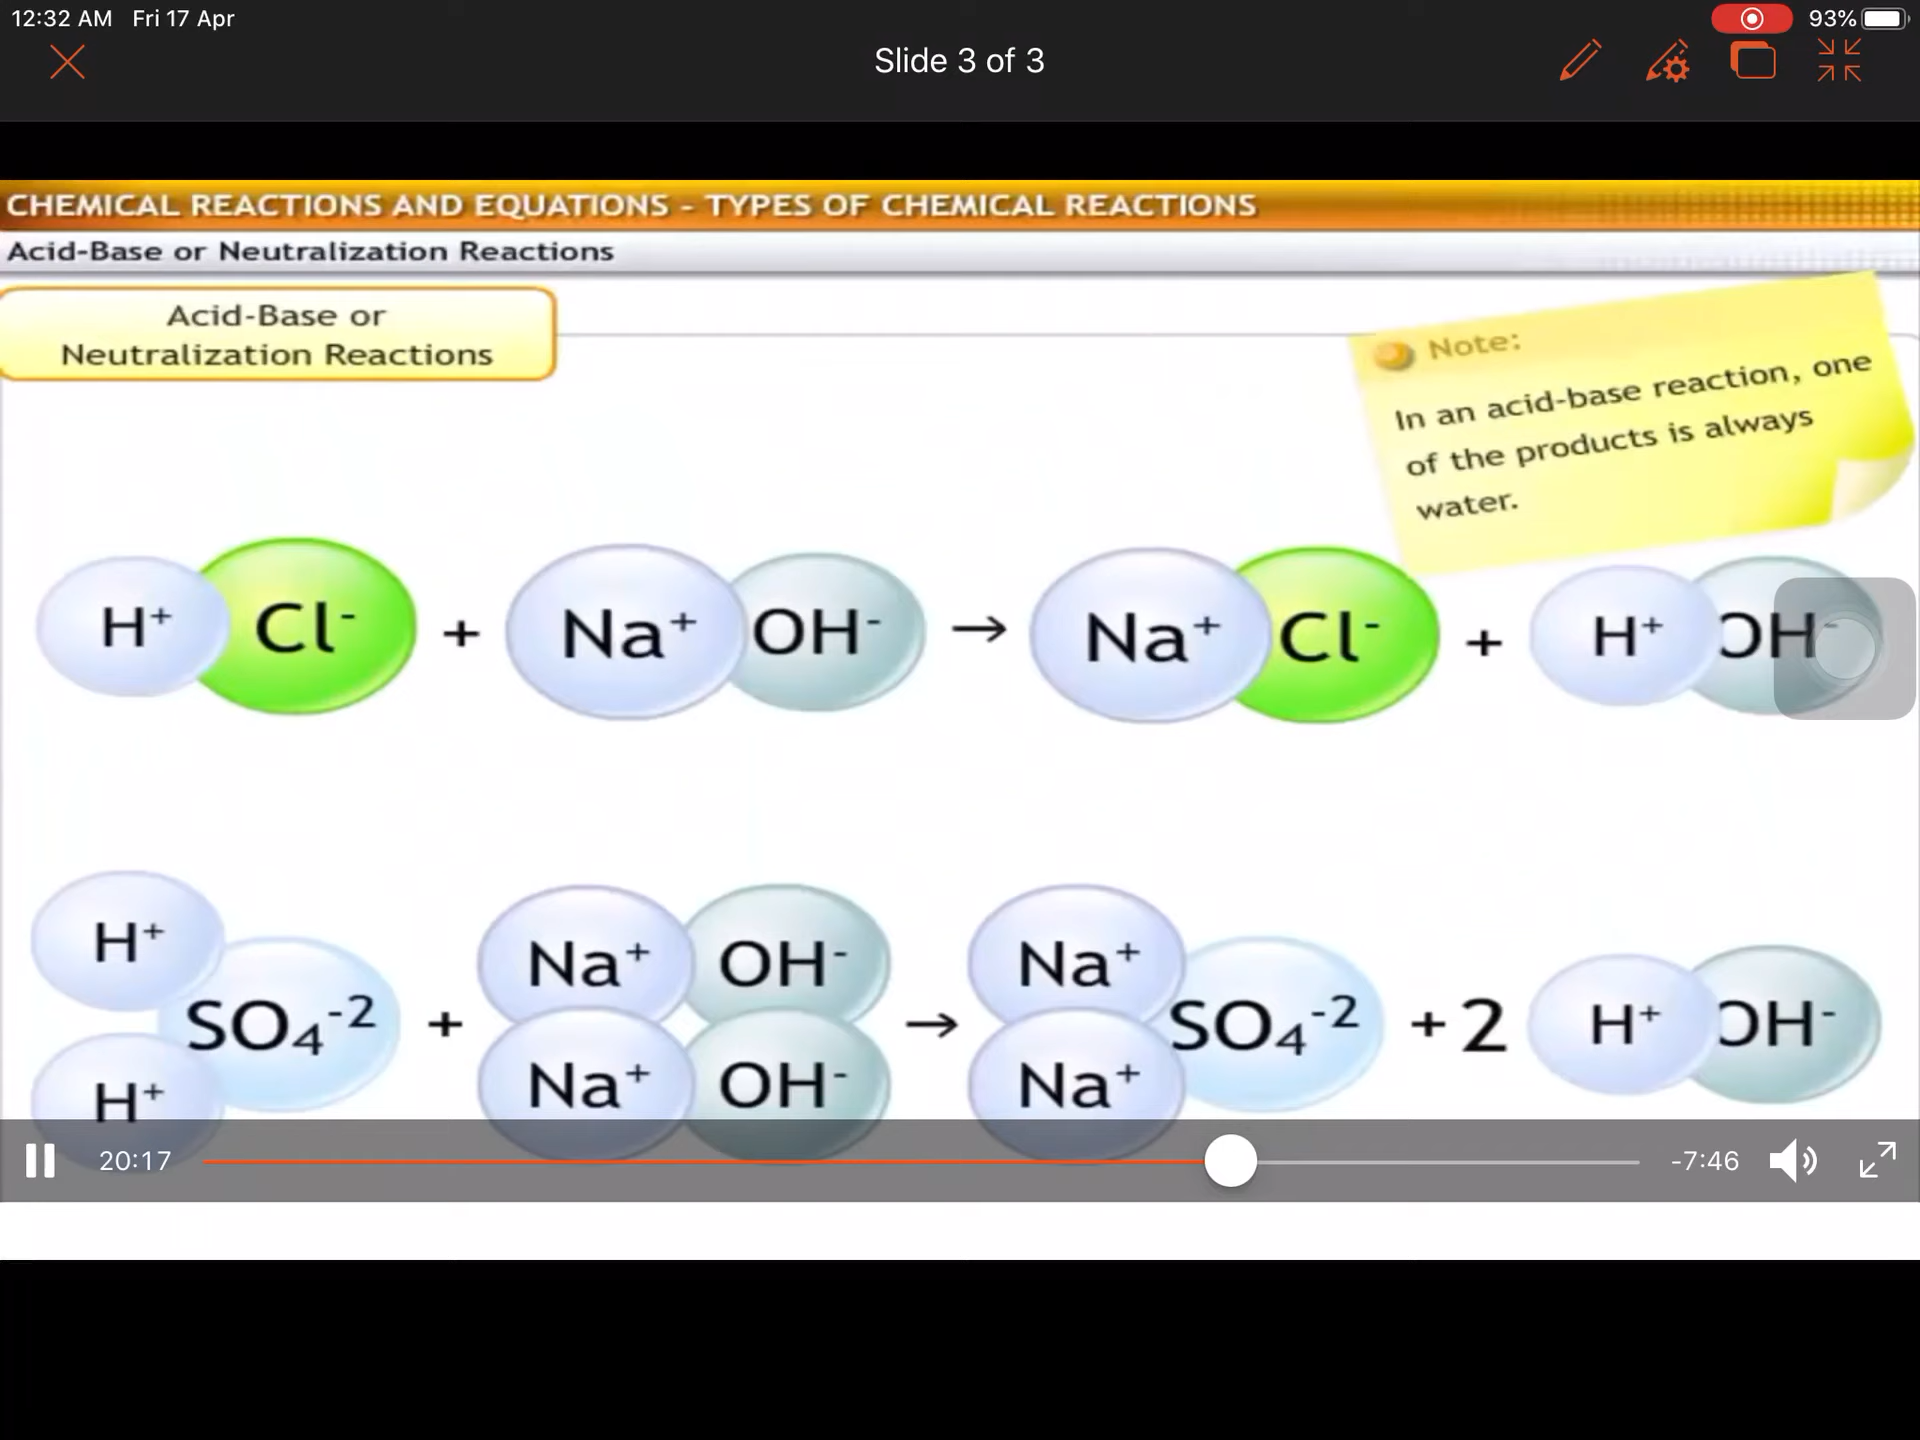 12:32 AM Fri 17 Apr
93%
Slide 3 of 3
CHEMICAL REACTIONS AND EQUATIONS - TYPES OF CHEMICAL REACTIONS
Acid-Base or Neutralization Reactions
Acid-Base or
Neutralization Reactions
Note:
In an acid-base reaction, one
of the products is always
water.
H⁺ Cl⁻ + Na⁺ OH⁻ → Na⁺ Cl⁻ + H⁺ OH⁻
H⁺ Na⁺ OH⁻ Na⁺
SO₄⁻² + → SO₄⁻² + 2 H⁺ OH⁻
H⁺ Na⁺ OH⁻ Na⁺
20:17 -7:46